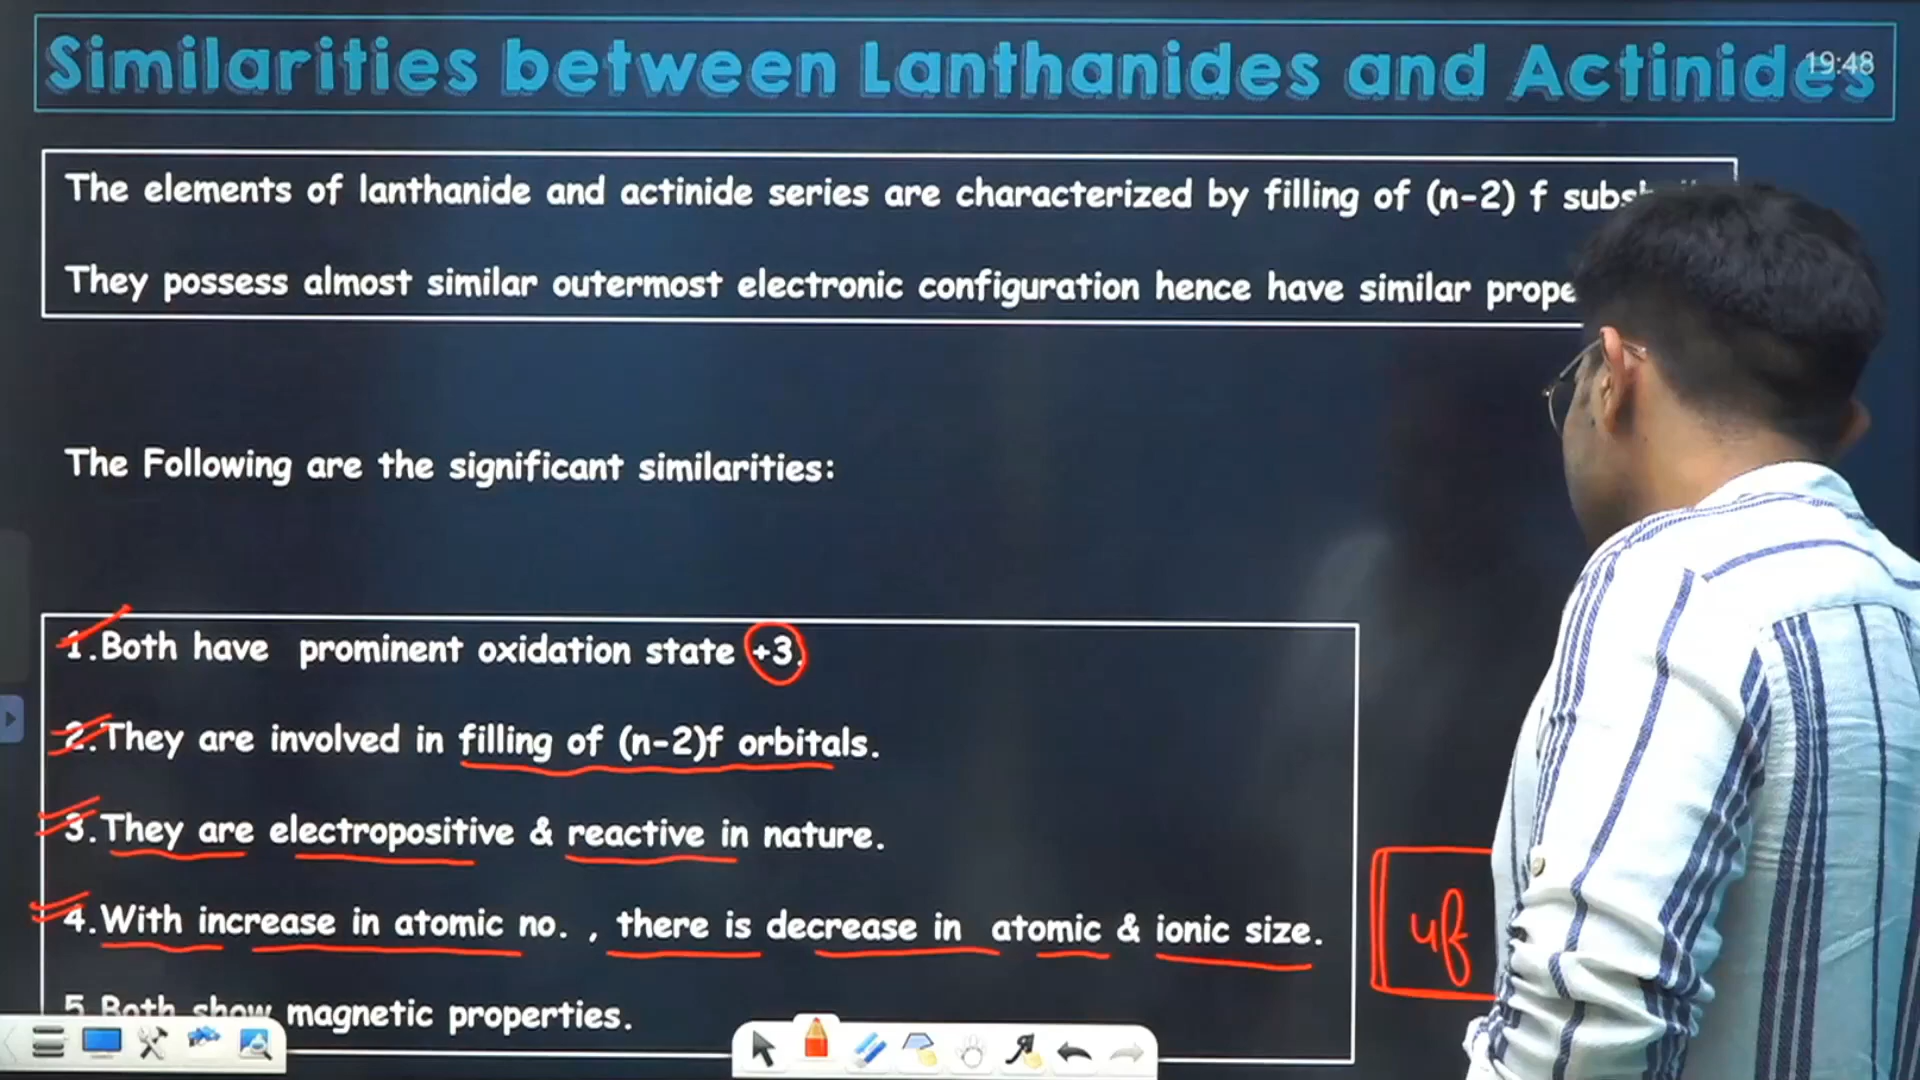 Similarities between Lanthanides and Actinides
19:48
The elements of lanthanide and actinide series are characterized by filling of (n-2) f
They possess almost similar outermost electronic configuration hence have similar
The Following are the significant similarities:
1.Both have prominent oxidation state +3.
2.They are involved in filling of (n-2)f orbitals.
3.They are electropositive & reactive in nature.
4.With increase in atomic no. , there is decrease in atomic & ionic size.
4f
5.Both show magnetic properties.